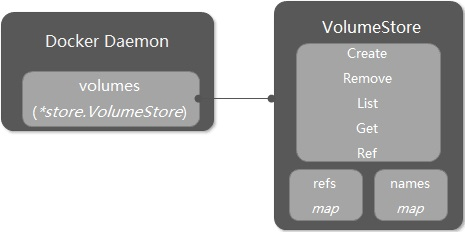 Docker Daemon
volumes
(*store.VolumeStore)
VolumeStore
Create
Remove
List
Get
Ref
refs
map
names
map